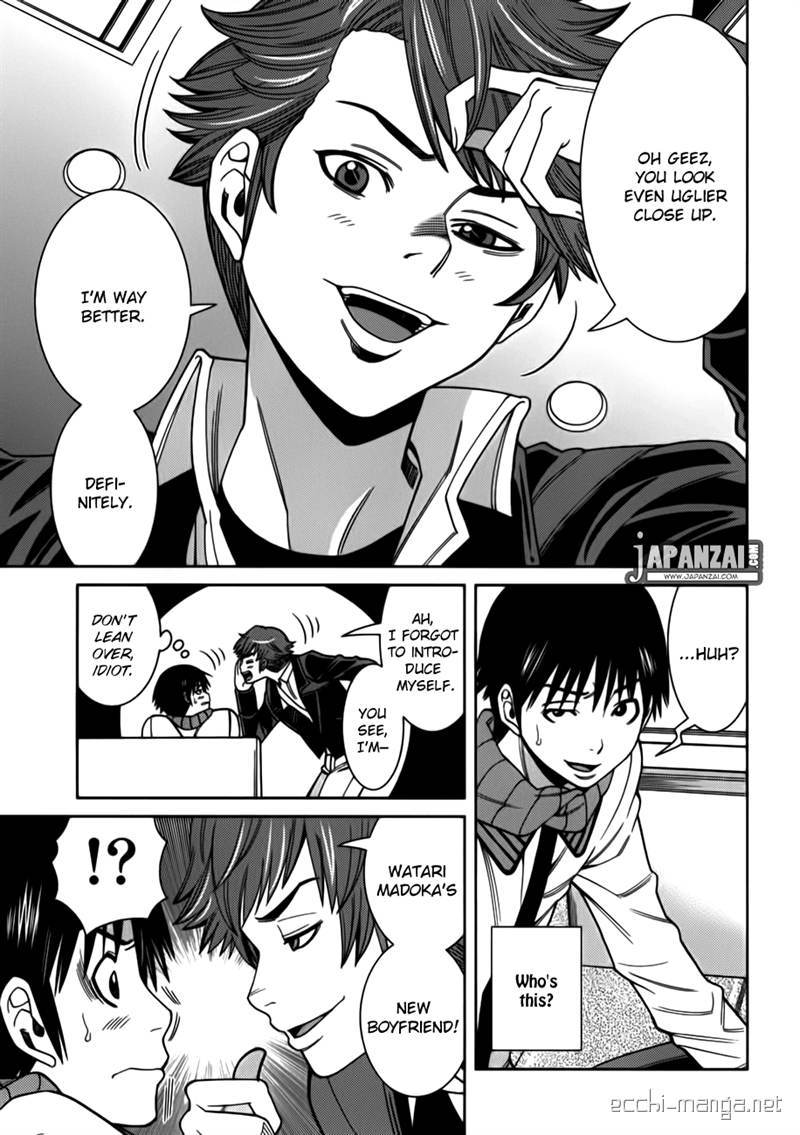 OH GEEZ,
YOU LOOK
EVEN UGLIER
CLOSE UP.
I'M WAY
BETTER.
DEFI-
NITELY.
jAPANZAI.COM
WWW.JAPANZAI.COM
...HUH?
Who's
this?
AH,
I FORGOT
TO INTRO-
DUCE
MYSELF.
YOU
SEE,
I'M–
DON'T
LEAN
OVER,
IDIOT.
WATARI
MADOKA'S
NEW
BOYFRIEND!
!?
ecchi-manga.net